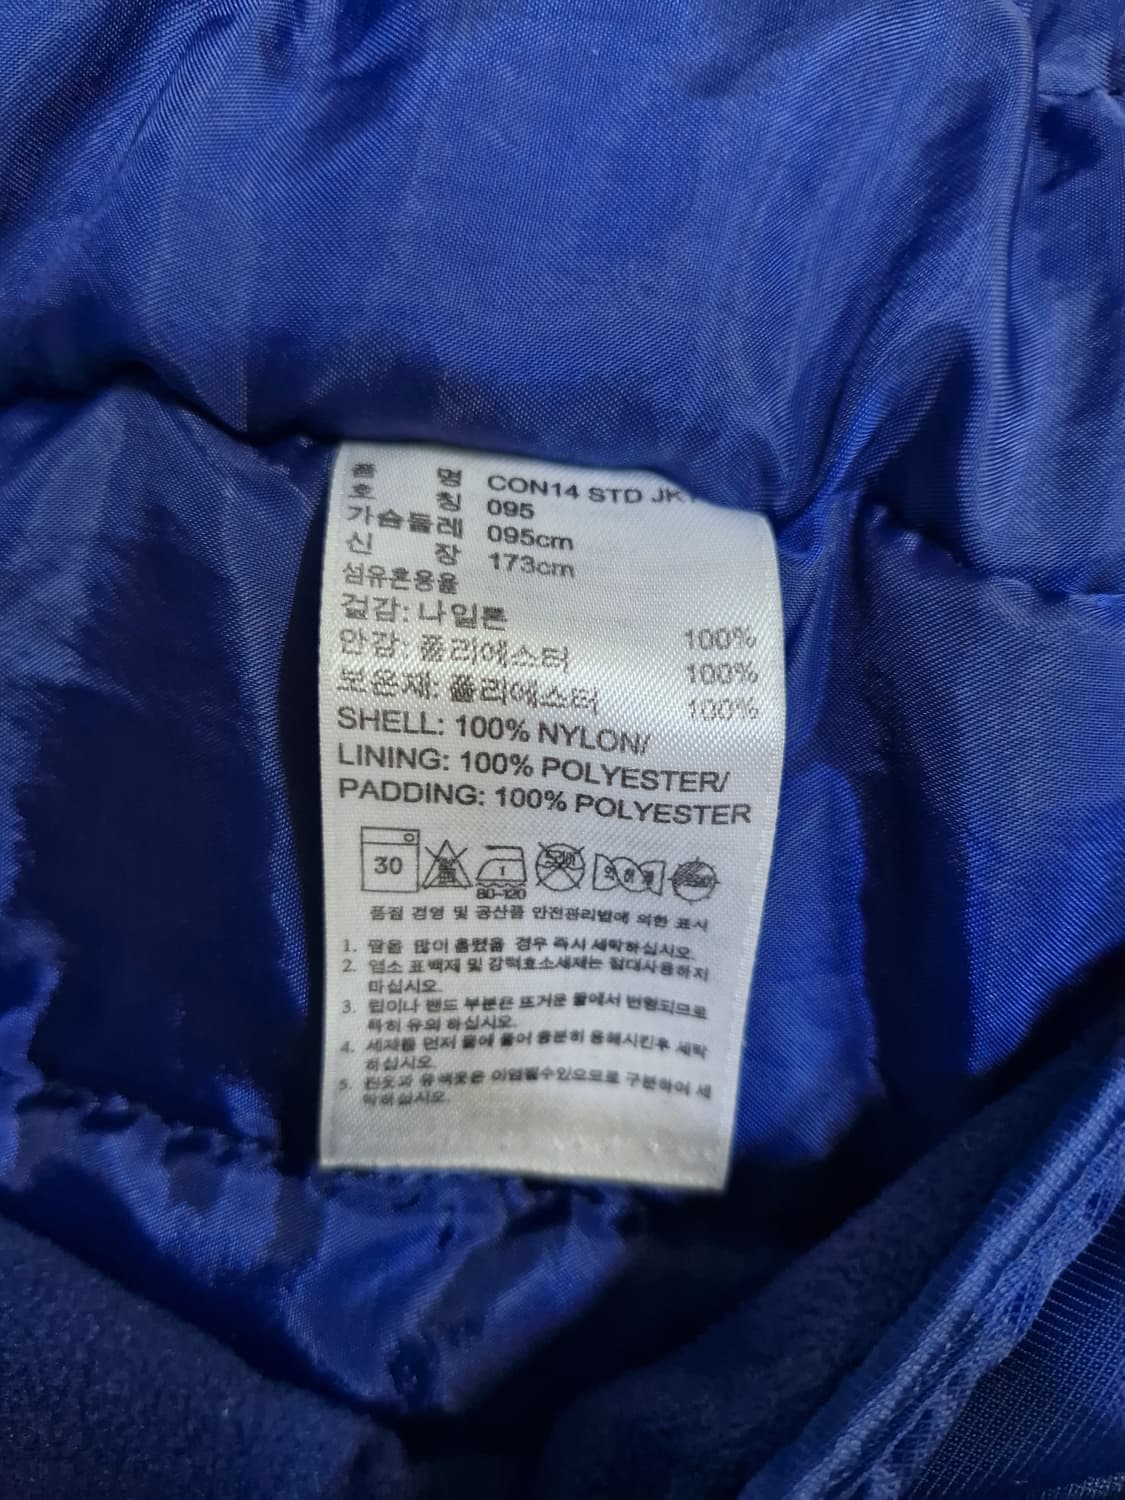 품 명 CON14 STD JK
호 칭 095
가슴둘레 095cm
신 장 173cm
섬유혼용율
겉감: 나일론 100%
안감: 폴리에스터 100%
보온재: 폴리에스터 100%
SHELL: 100% NYLON/
LINING: 100% POLYESTER/
PADDING: 100% POLYESTER
30 80-120
품질 경영 및 공산품 안전관리법에 의한 표시
1. 땀을 많이 흘렸을 경우 즉시 세탁하십시오.
2. 염소 표백제 및 강력효소세제는 절대사용하지
마십시오.
3. 립이나 밴드 부분은 뜨거운 물에서 변형되므로
특히 유의 하십시오.
4. 세제를 먼저 물에 풀어 충분히 용해시킨후 세탁
하십시오.
5. 흰옷과 유색옷은 이염될수있으므로 구분하여 세
탁하십시오.